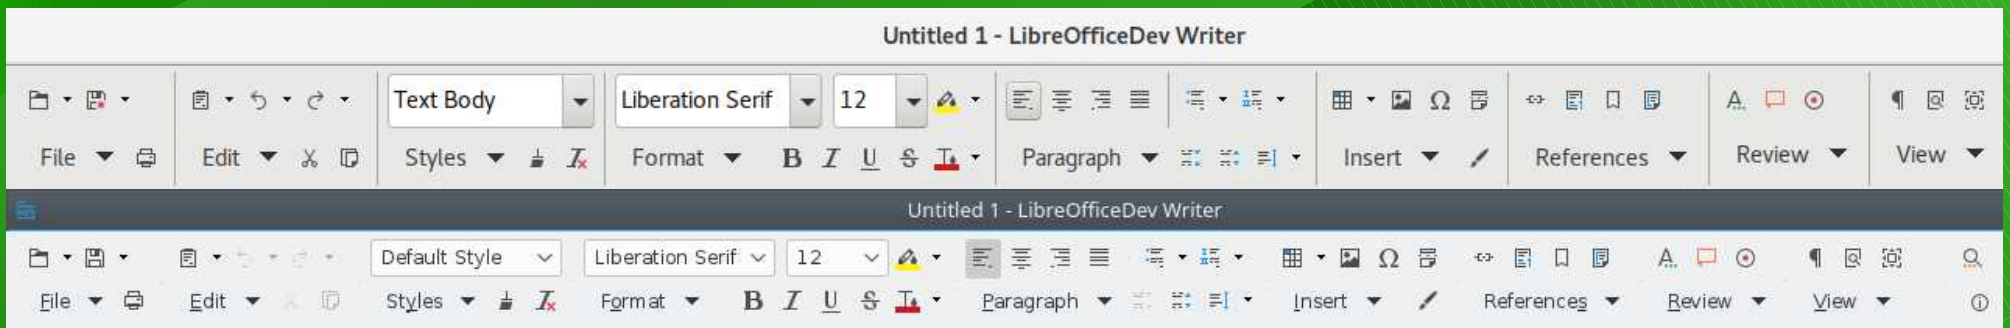 Untitled 1 - LibreOfficeDev Writer
Text Body Liberation Serif 12
File Edit Styles Format B I U S Paragraph Insert References Review View
Untitled 1 - LibreOfficeDev Writer
Default Style Liberation Serif 12
File Edit Styles Format B I U S Paragraph Insert References Review View